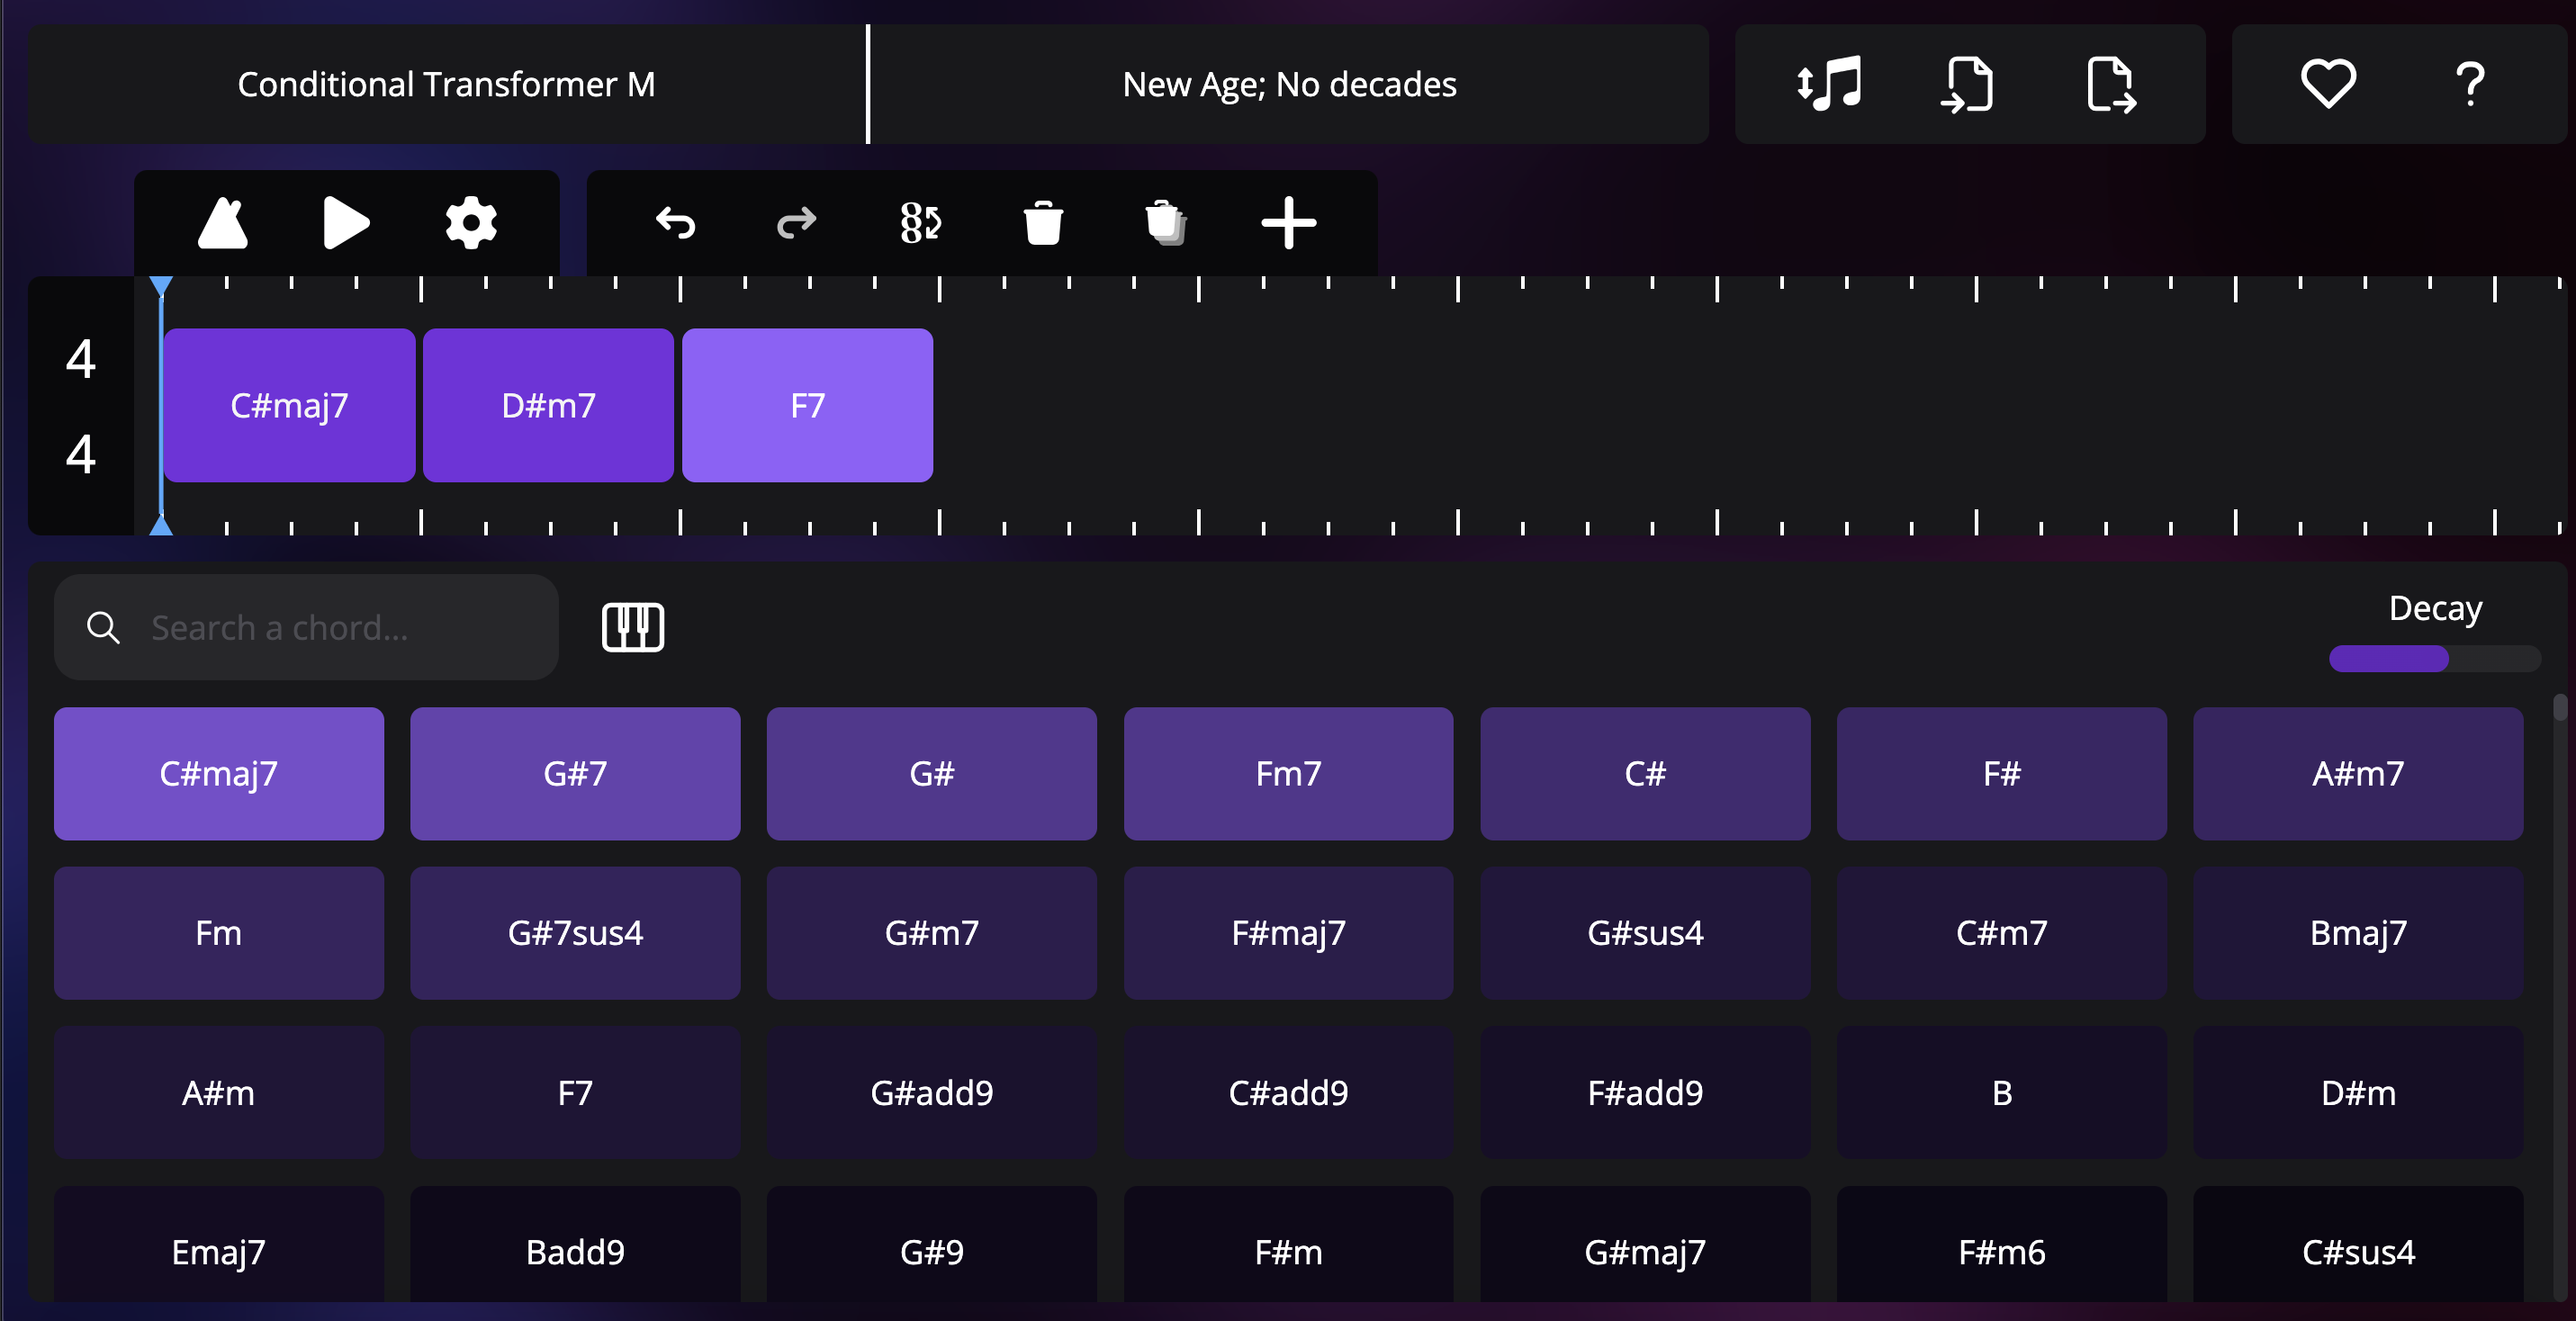 Conditional Transformer M
New Age; No decades
4
4
C#maj7 D#m7 F7
Search a chord...
Decay
C#maj7 G#7 G# Fm7 C# F# A#m7
Fm G#7sus4 G#m7 F#maj7 G#sus4 C#m7 Bmaj7
A#m F7 G#add9 C#add9 F#add9 B D#m
Emaj7 Badd9 G#9 F#m G#maj7 F#m6 C#sus4